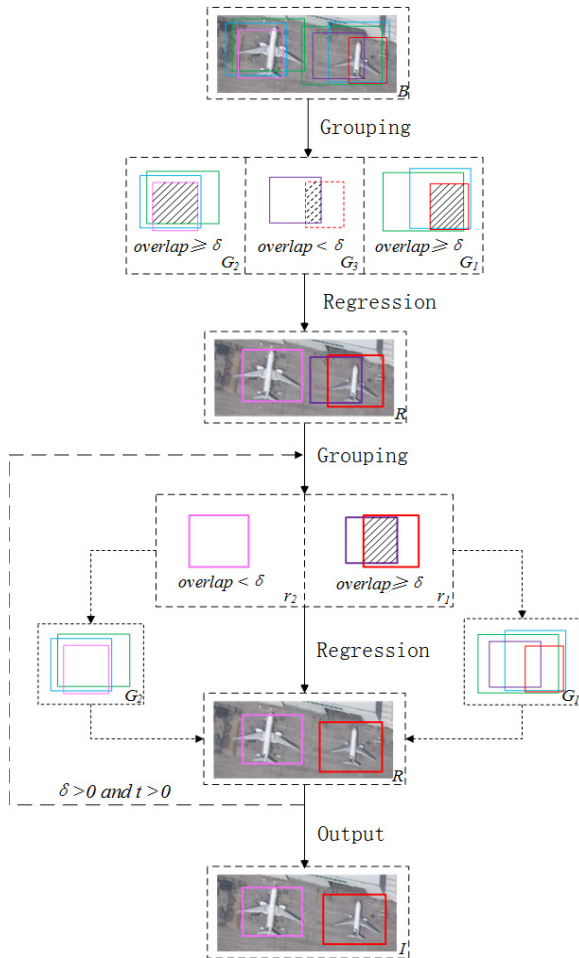 B
Grouping
overlap≥δ
G₂
overlap<δ
G₃
overlap≥δ
G₁
Regression
R
Grouping
overlap<δ
r₂
overlap≥δ
r₁
Regression
G₂
G₁
R
δ>0 and t>0
Output
I